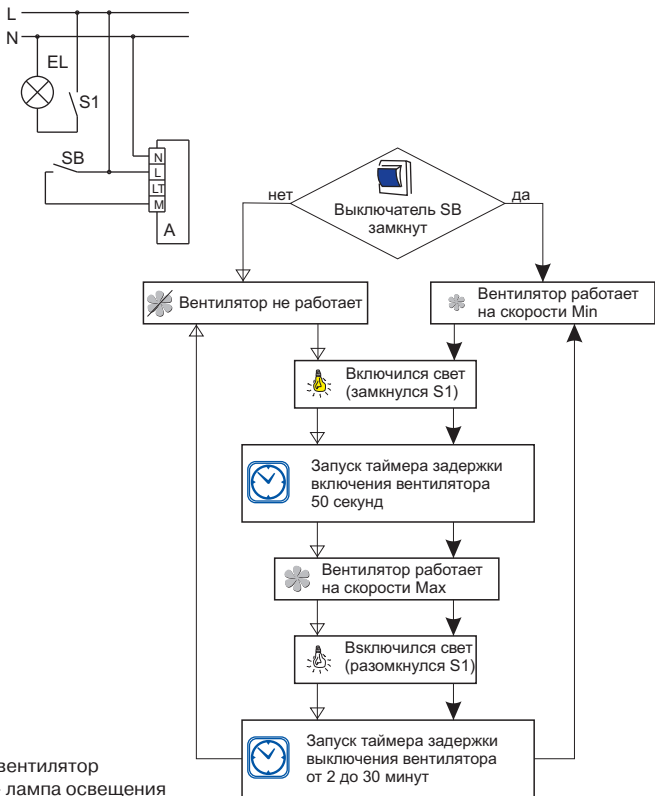 L
N
EL
S1
SB
N
L
LT
M
A
нет
да
Выключатель SB
замкнут
Вентилятор не работает
Вентилятор работает
на скорости Min
Включился свет
(замкнулся S1)
Запуск таймера задержки
включения вентилятора
50 секунд
Вентилятор работает
на скорости Max
Вsключился свет
(разомкнулся S1)
Запуск таймера задержки
выключения вентилятора
от 2 до 30 минут
вентилятор
лампа освещения